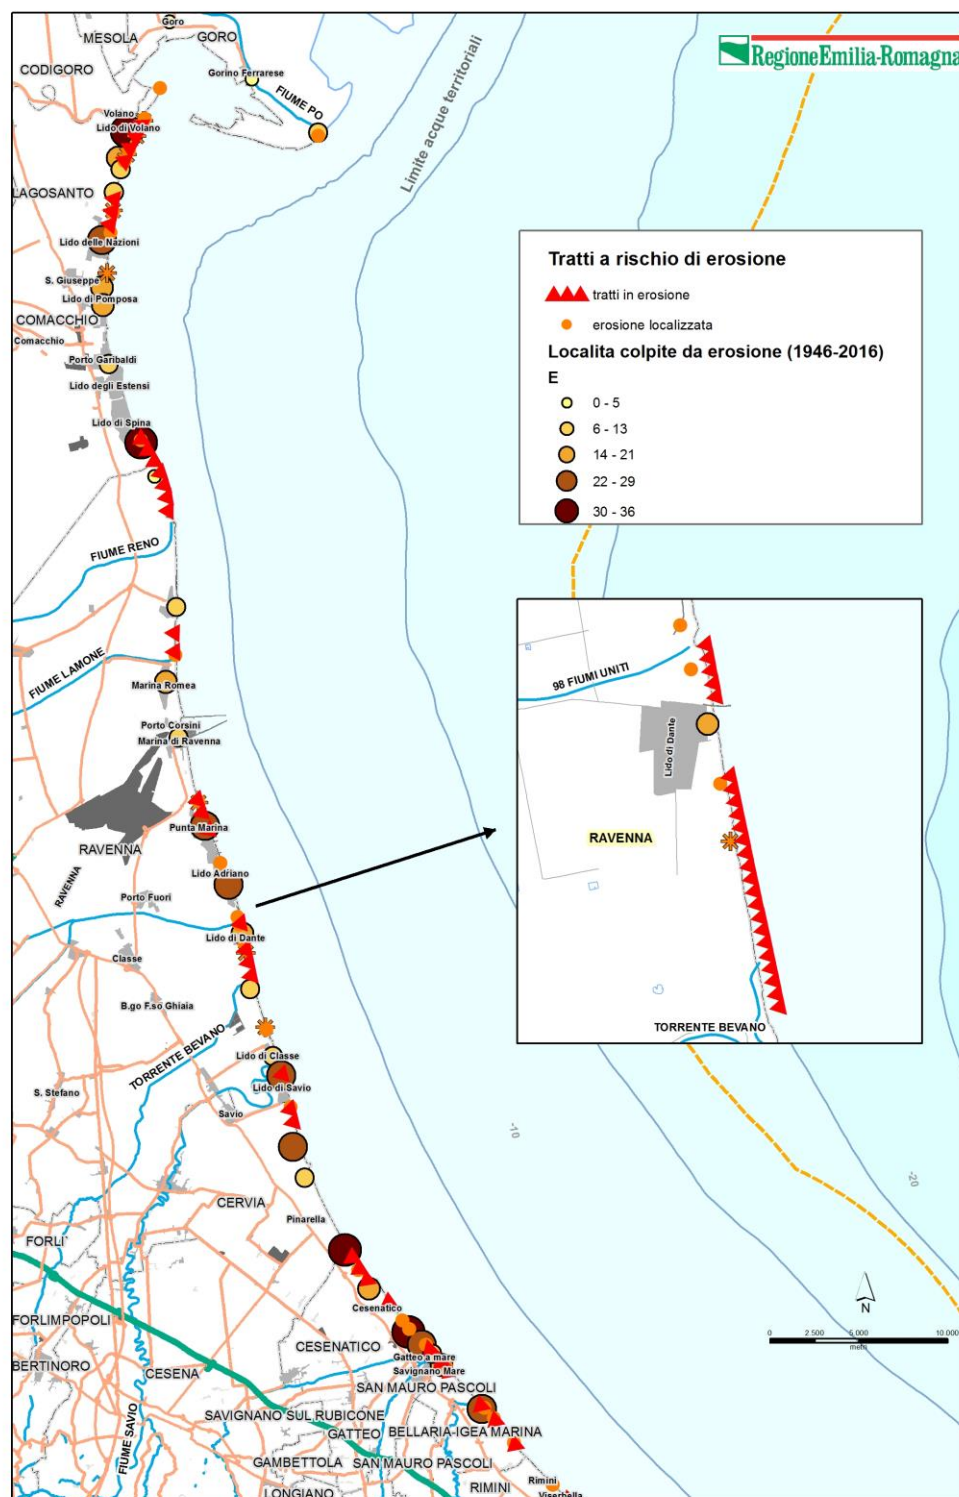 Goro
MESOLA
GORO
CODIGORO
Gorino Ferrarese
FIUME PO
Limite acque territoriali
RegioneEmilia-Romagna
Volano
Lido di Volano
LAGOSANTO
Lido delle Nazioni
S. Giuseppe
Lido di Pomposa
COMACCHIO
Comacchio
Porto Garibaldi
Lido degli Estensi
Lido di Spina
Tratti a rischio di erosione
tratti in erosione
erosione localizzata
Localita colpite da erosione (1946-2016)
E
0 - 5
6 - 13
14 - 21
22 - 29
30 - 36
FIUME RENO
FIUME LAMONE
Marina Romea
Porto Corsini
Marina di Ravenna
Punta Marina
RAVENNA
RAVENNA
Lido Adriano
Porto Fuori
Lido di Dante
Classe
B.go F.so Ghiaia
TORRENTE BEVANO
Lido di Classe
Lido di Savio
S. Stefano
Savio
98 FIUMI UNITI
Lido di Dante
RAVENNA
TORRENTE BEVANO
-10
-20
CERVIA
Pinarella
FORLI'
FORLIMPOPOLI
BERTINORO
CESENA
Cesenatico
CESENATICO
Gatteo a mare
Savignano Mare
SAN MAURO PASCOLI
SAVIGNANO SUL RUBICONE
GATTEO
BELLARIA-IGEA MARINA
GAMBETTOLA
SAN MAURO PASCOLI
FIUME SAVIO
LONGIANO
RIMINI
Rimini
Viserbella
N
0 2.500 5.000 10.000
metri